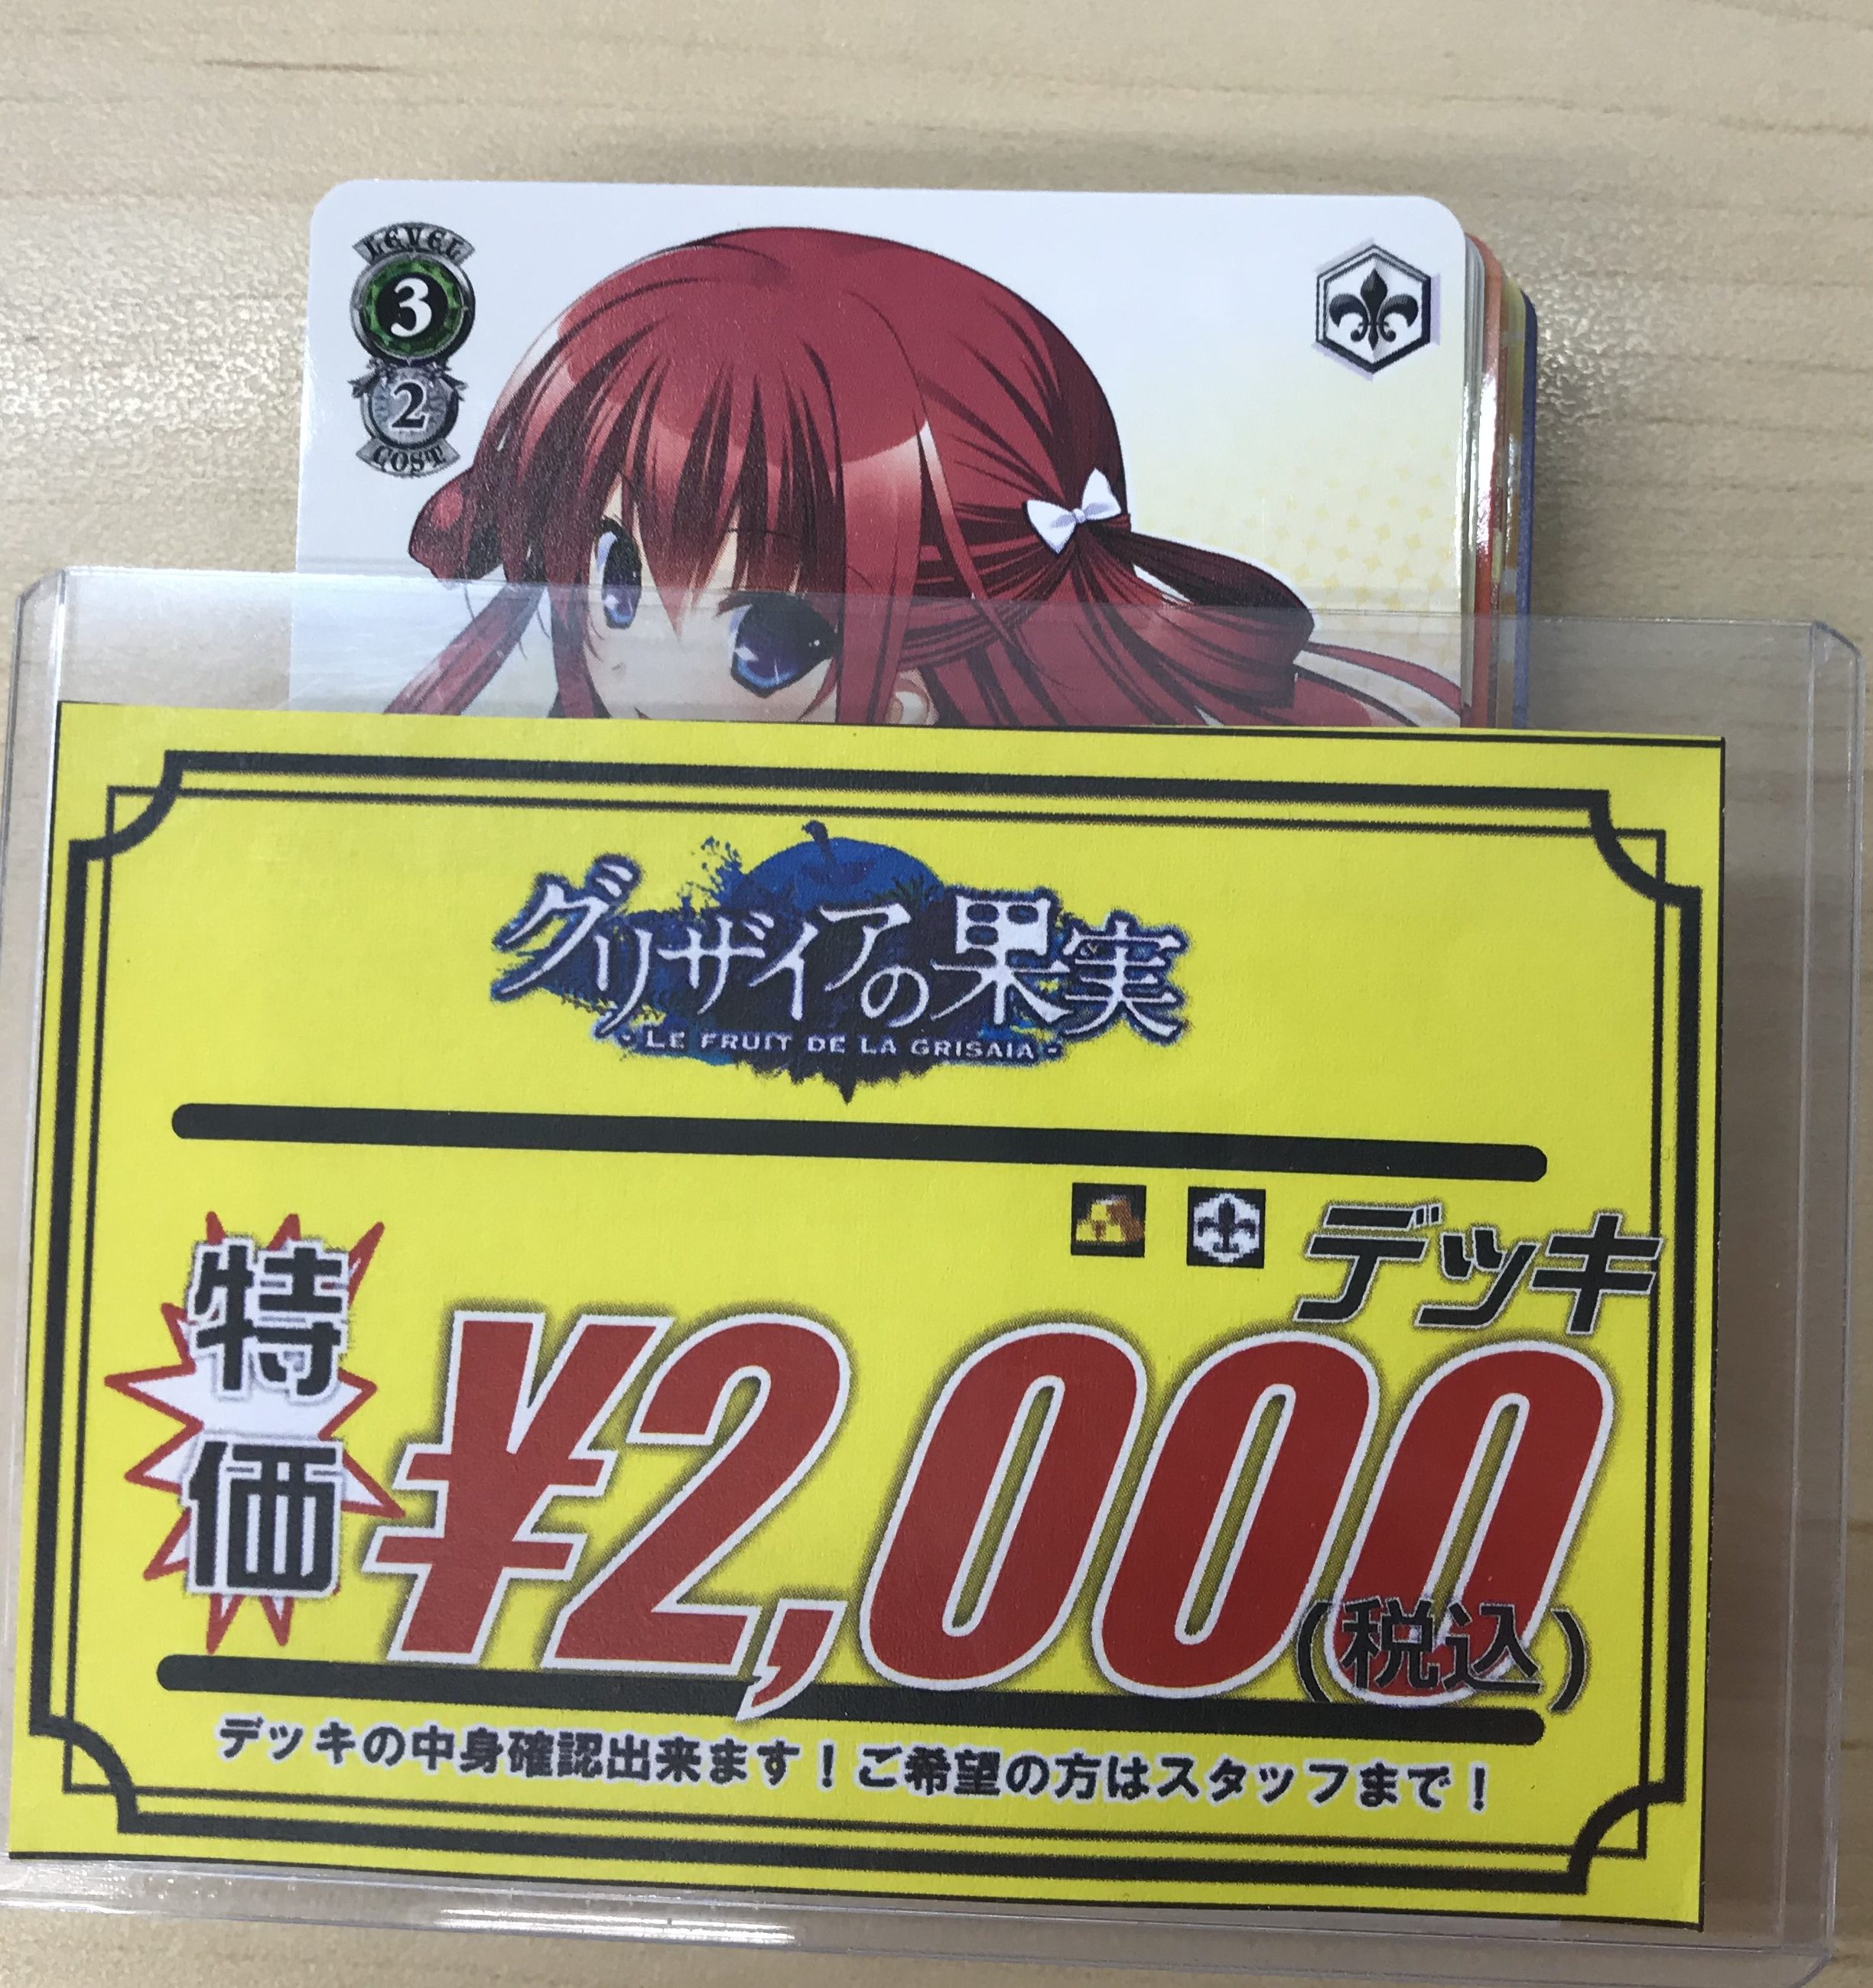 LEVEL
3
2
COST
グリザイアの果実
- LE FRUIT DE LA GRISAIA -
デッキ
特価
¥2,000
(税込)
デッキの中身確認出来ます!ご希望の方はスタッフまで!